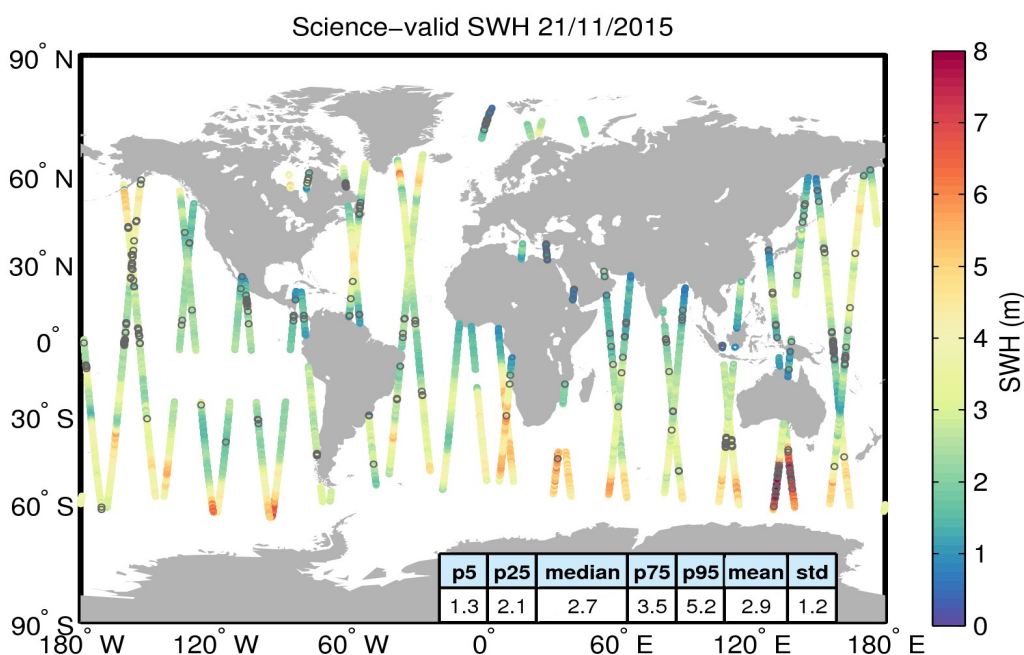 Science−valid SWH 21/11/2015
90° N
60° N
30° N
0°
30° S
60° S
90° S
180° W
120° W
60° W
0°
60° E
120° E
180° E
p5 p25 median p75 p95 mean std
1.3 2.1 2.7 3.5 5.2 2.9 1.2
8
7
6
5
4
3
2
1
0
SWH (m)